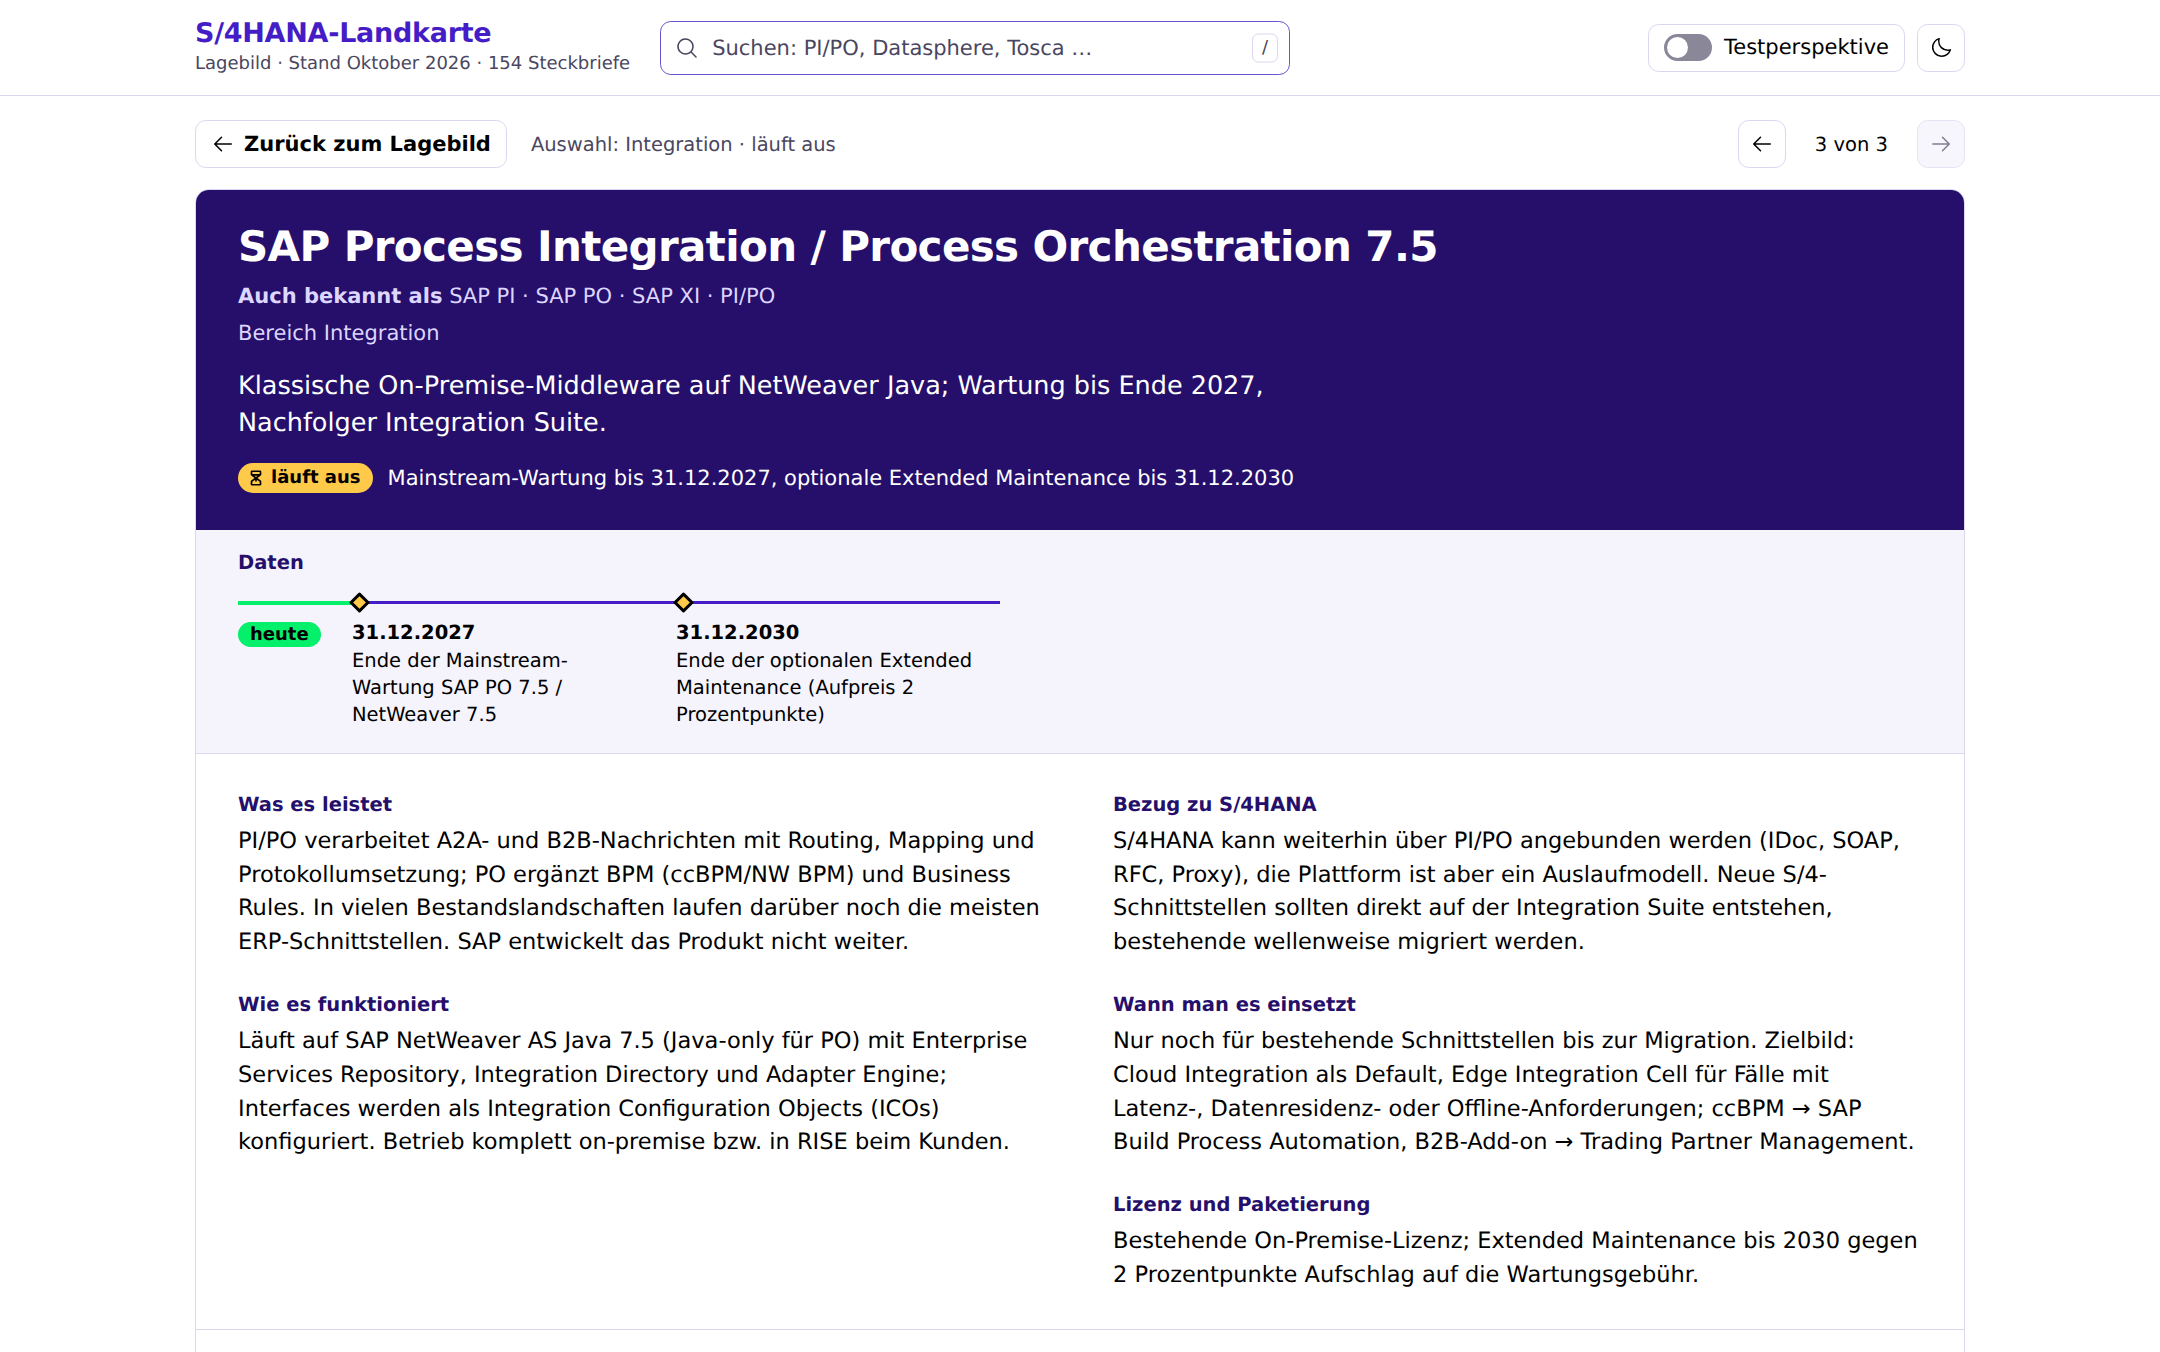 S/4HANA-Landkarte
Lagebild · Stand Oktober 2026 · 154 Steckbriefe
Suchen: PI/PO, Datasphere, Tosca …
/
Testperspektive
Zurück zum Lagebild
Auswahl: Integration · läuft aus
3 von 3
SAP Process Integration / Process Orchestration 7.5
Auch bekannt als SAP PI · SAP PO · SAP XI · PI/PO
Bereich Integration
Klassische On-Premise-Middleware auf NetWeaver Java; Wartung bis Ende 2027,
Nachfolger Integration Suite.
läuft aus
Mainstream-Wartung bis 31.12.2027, optionale Extended Maintenance bis 31.12.2030
Daten
heute
31.12.2027
Ende der Mainstream-
Wartung SAP PO 7.5 /
NetWeaver 7.5
31.12.2030
Ende der optionalen Extended
Maintenance (Aufpreis 2
Prozentpunkte)
Was es leistet
PI/PO verarbeitet A2A- und B2B-Nachrichten mit Routing, Mapping und
Protokollumsetzung; PO ergänzt BPM (ccBPM/NW BPM) und Business
Rules. In vielen Bestandslandschaften laufen darüber noch die meisten
ERP-Schnittstellen. SAP entwickelt das Produkt nicht weiter.
Wie es funktioniert
Läuft auf SAP NetWeaver AS Java 7.5 (Java-only für PO) mit Enterprise
Services Repository, Integration Directory und Adapter Engine;
Interfaces werden als Integration Configuration Objects (ICOs)
konfiguriert. Betrieb komplett on-premise bzw. in RISE beim Kunden.
Bezug zu S/4HANA
S/4HANA kann weiterhin über PI/PO angebunden werden (IDoc, SOAP,
RFC, Proxy), die Plattform ist aber ein Auslaufmodell. Neue S/4-
Schnittstellen sollten direkt auf der Integration Suite entstehen,
bestehende wellenweise migriert werden.
Wann man es einsetzt
Nur noch für bestehende Schnittstellen bis zur Migration. Zielbild:
Cloud Integration als Default, Edge Integration Cell für Fälle mit
Latenz-, Datenresidenz- oder Offline-Anforderungen; ccBPM → SAP
Build Process Automation, B2B-Add-on → Trading Partner Management.
Lizenz und Paketierung
Bestehende On-Premise-Lizenz; Extended Maintenance bis 2030 gegen
2 Prozentpunkte Aufschlag auf die Wartungsgebühr.